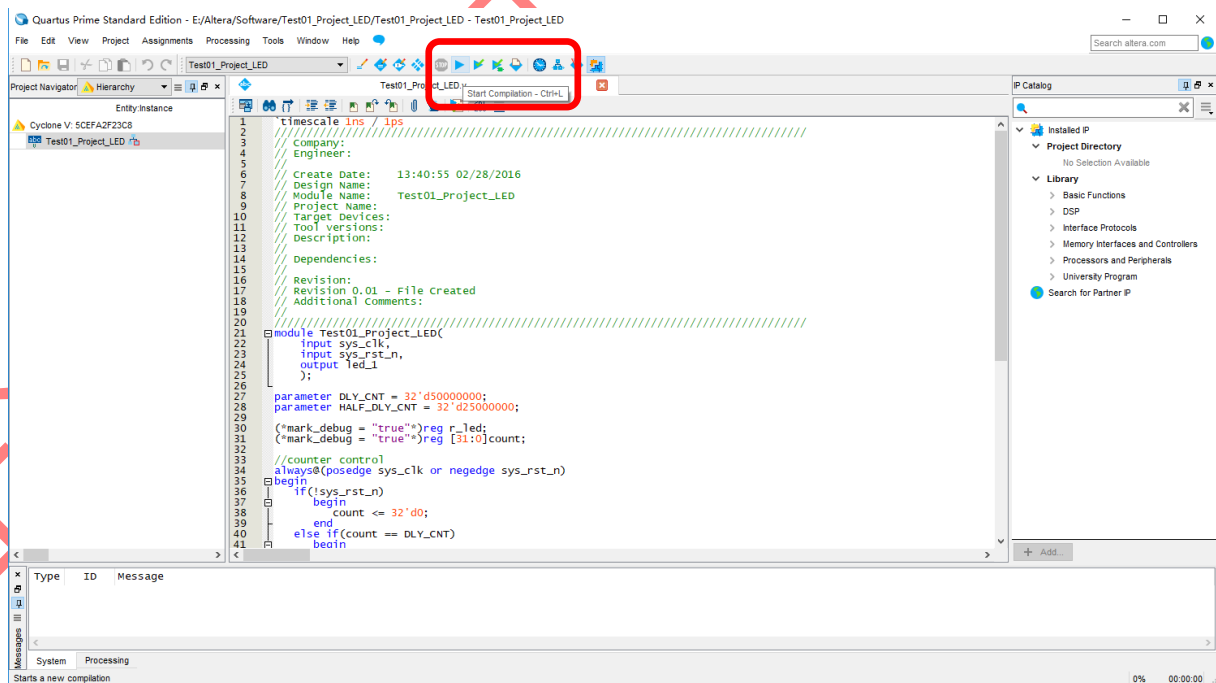 Quartus Prime Standard Edition - E:/Altera/Software/Test01_Project_LED/Test01_Project_LED - Test01_Project_LED
File Edit View Project Assignments Processing Tools Window Help
Search altera.com
Test01_Project_LED
Project Navigator Hierarchy
Test01_Project_LED.v
IP Catalog
Start Compilation - Ctrl+L
Entity:Instance
Cyclone V: 5CEFA2F23C8
Test01_Project_LED
1 `timescale 1ns / 1ps
2 //////////////////////////////////////////////////////////////////////////////////
3 // Company:
4 // Engineer:
5 //
6 // Create Date: 13:40:55 02/28/2016
7 // Design Name:
8 // Module Name: Test01_Project_LED
9 // Project Name:
10 // Target Devices:
11 // Tool versions:
12 // Description:
13 //
14 // Dependencies:
15 //
16 // Revision:
17 // Revision 0.01 - File Created
18 // Additional Comments:
19 //
20 //////////////////////////////////////////////////////////////////////////////////
21 module Test01_Project_LED(
22 input sys_clk,
23 input sys_rst_n,
24 output led_1
25 );
26
27 parameter DLY_CNT = 32'd50000000;
28 parameter HALF_DLY_CNT = 32'd25000000;
29
30 (*mark_debug = "true"*)reg r_led;
31 (*mark_debug = "true"*)reg [31:0]count;
32
33 //counter control
34 always@(posedge sys_clk or negedge sys_rst_n)
35 begin
36 if(!sys_rst_n)
37 begin
38 count <= 32'd0;
39 end
40 else if(count == DLY_CNT)
41 begin
Installed IP
Project Directory
No Selection Available
Library
Basic Functions
DSP
Interface Protocols
Memory Interfaces and Controllers
Processors and Peripherals
University Program
Search for Partner IP
+ Add...
Type ID Message
Messages
System Processing
Starts a new compilation
0% 00:00:00